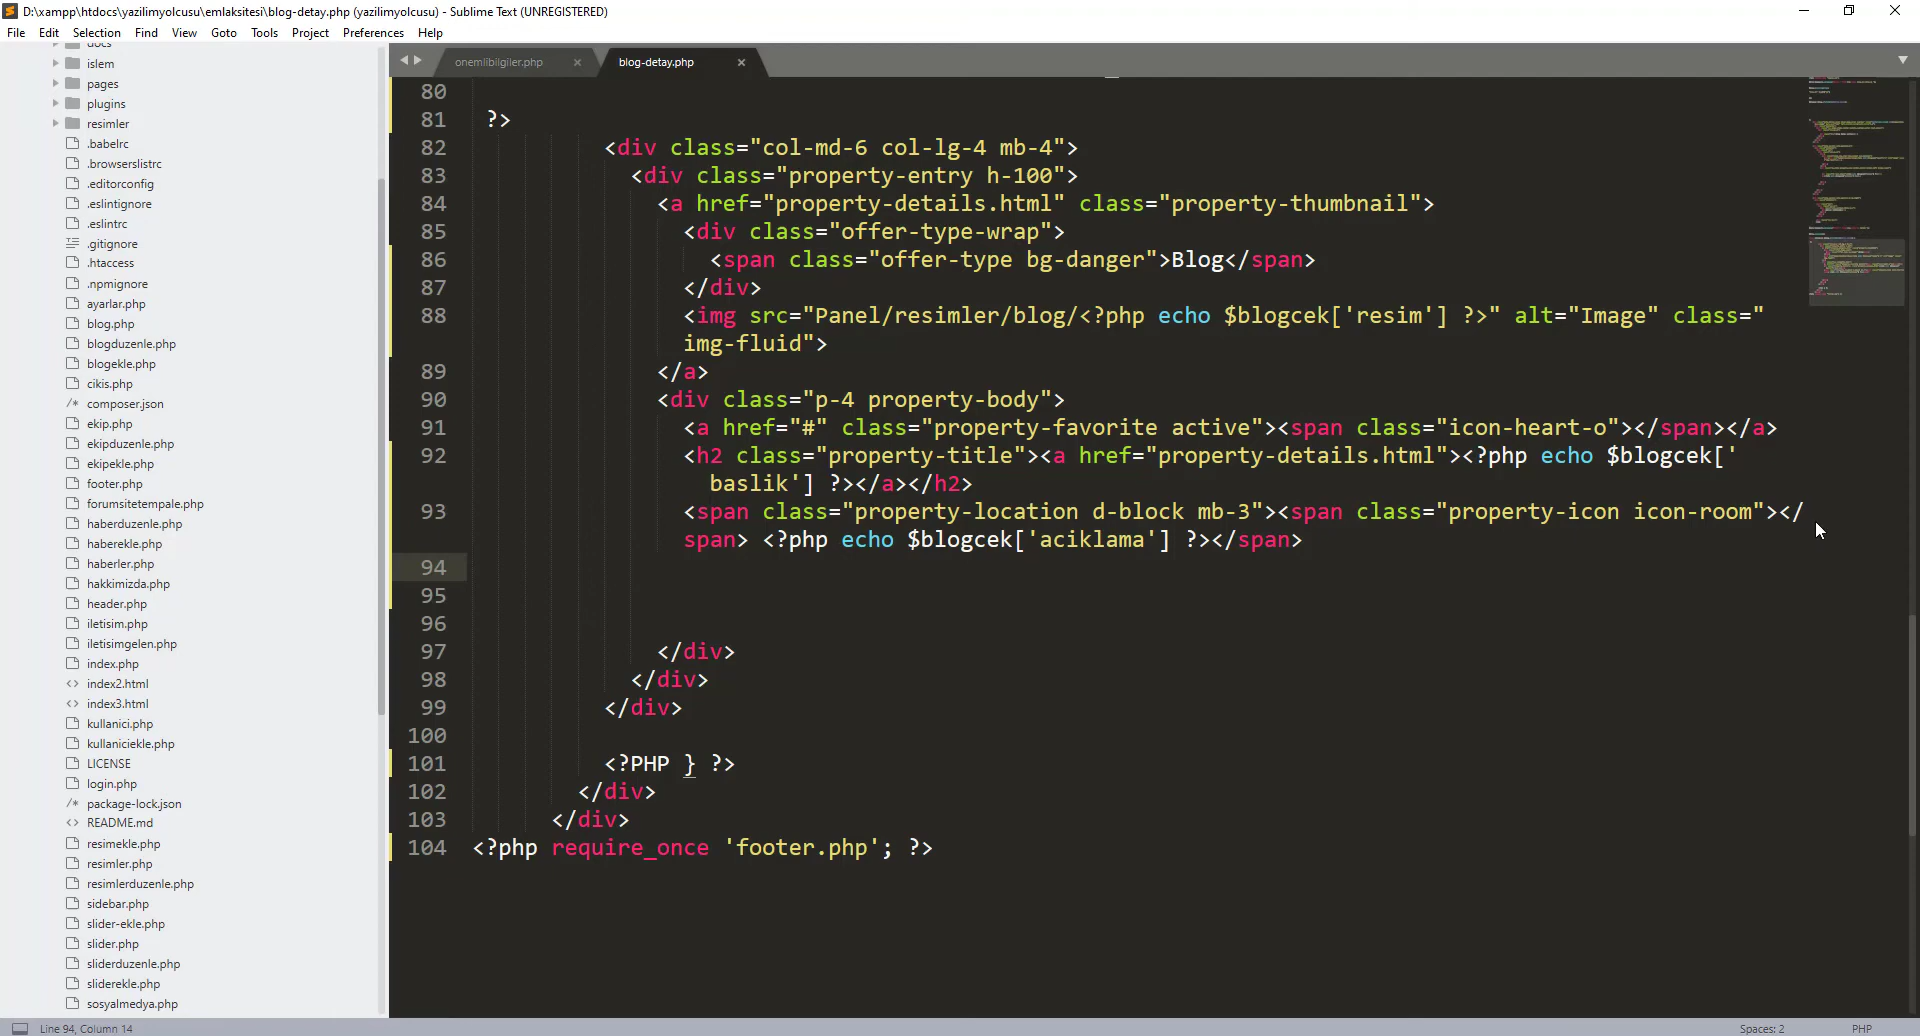 D:\xampp\htdocs\yazilimyolcusu\emlaksitesi\blog-detay.php (yazilimyolcusu) - Sublime Text (UNREGISTERED)
File Edit Selection Find View Goto Tools Project Preferences Help
docs
islem
pages
plugins
resimler
.babelrc
.browserslistrc
.editorconfig
.eslintignore
.eslintrc
.gitignore
.htaccess
.npmignore
ayarlar.php
blog.php
blogduzenle.php
blogekle.php
cikis.php
/* composer.json
ekip.php
ekipduzenle.php
ekipekle.php
footer.php
forumsitetempale.php
haberduzenle.php
haberekle.php
haberler.php
hakkimizda.php
header.php
iletisim.php
iletisimgelen.php
index.php
<> index2.html
<> index3.html
kullanici.php
kullaniciekle.php
LICENSE
login.php
/* package-lock.json
<> README.md
resimekle.php
resimler.php
resimlerduzenle.php
sidebar.php
slider-ekle.php
slider.php
sliderduzenle.php
sliderekle.php
sosyalmedya.php
onemlibilgiler.php × blog-detay.php ×
80
81 ?>
82 <div class="col-md-6 col-lg-4 mb-4">
83 <div class="property-entry h-100">
84 <a href="property-details.html" class="property-thumbnail">
85 <div class="offer-type-wrap">
86 <span class="offer-type bg-danger">Blog</span>
87 </div>
88 <img src="Panel/resimler/blog/<?php echo $blogcek['resim'] ?>" alt="Image" class="
img-fluid">
89 </a>
90 <div class="p-4 property-body">
91 <a href="#" class="property-favorite active"><span class="icon-heart-o"></span></a>
92 <h2 class="property-title"><a href="property-details.html"><?php echo $blogcek['
baslik'] ?></a></h2>
93 <span class="property-location d-block mb-3"><span class="property-icon icon-room"></
span> <?php echo $blogcek['aciklama'] ?></span>
94
95
96
97 </div>
98 </div>
99 </div>
100
101 <?PHP } ?>
102 </div>
103 </div>
104 <?php require_once 'footer.php'; ?>
Line 94, Column 14
Spaces: 2
PHP